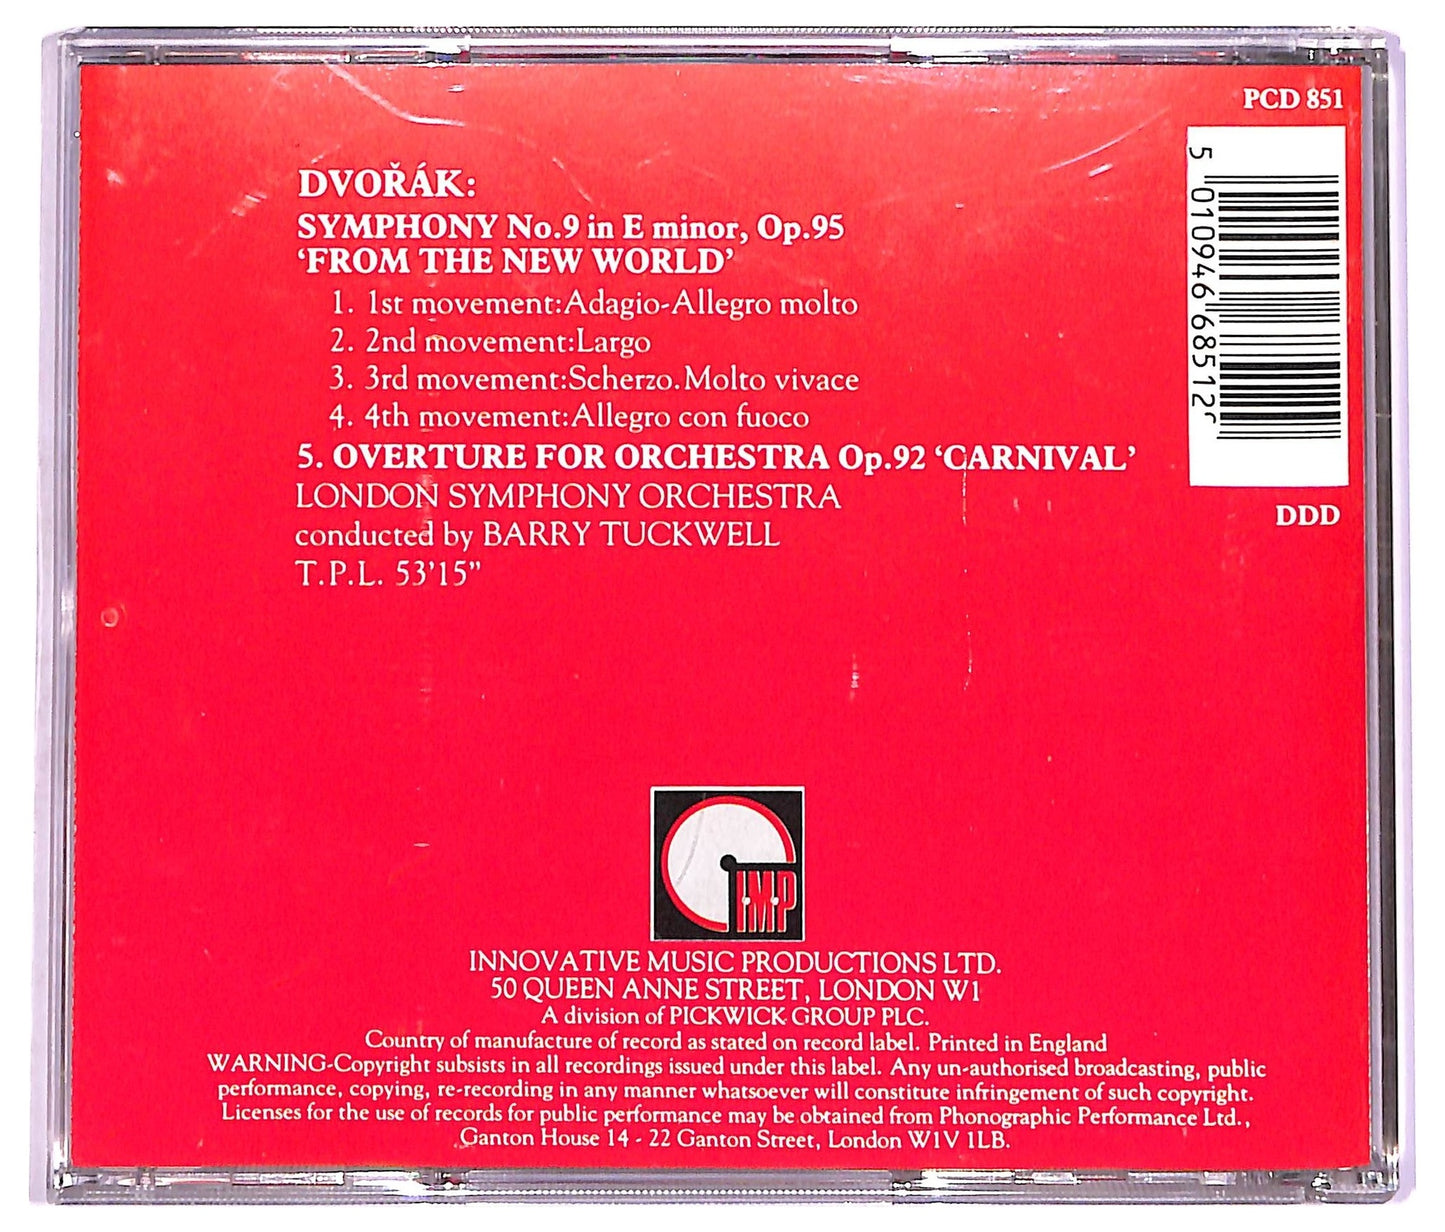 PCD 851
5 010946 68512
DDD
DVOŘÁK:
SYMPHONY No.9 in E minor, Op.95
‘FROM THE NEW WORLD’
1. 1st movement:Adagio-Allegro molto
2. 2nd movement:Largo
3. 3rd movement:Scherzo.Molto vivace
4. 4th movement:Allegro con fuoco
5. OVERTURE FOR ORCHESTRA Op.92 ‘CARNIVAL’
LONDON SYMPHONY ORCHESTRA
conducted by BARRY TUCKWELL
T.P.L. 53’15”
I·M·P
INNOVATIVE MUSIC PRODUCTIONS LTD.
50 QUEEN ANNE STREET, LONDON W1
A division of PICKWICK GROUP PLC.
Country of manufacture of record as stated on record label. Printed in England
WARNING-Copyright subsists in all recordings issued under this label. Any un-authorised broadcasting, public
performance, copying, re-recording in any manner whatsoever will constitute infringement of such copyright.
Licenses for the use of records for public performance may be obtained from Phonographic Performance Ltd.,
Ganton House 14 - 22 Ganton Street, London W1V 1LB.